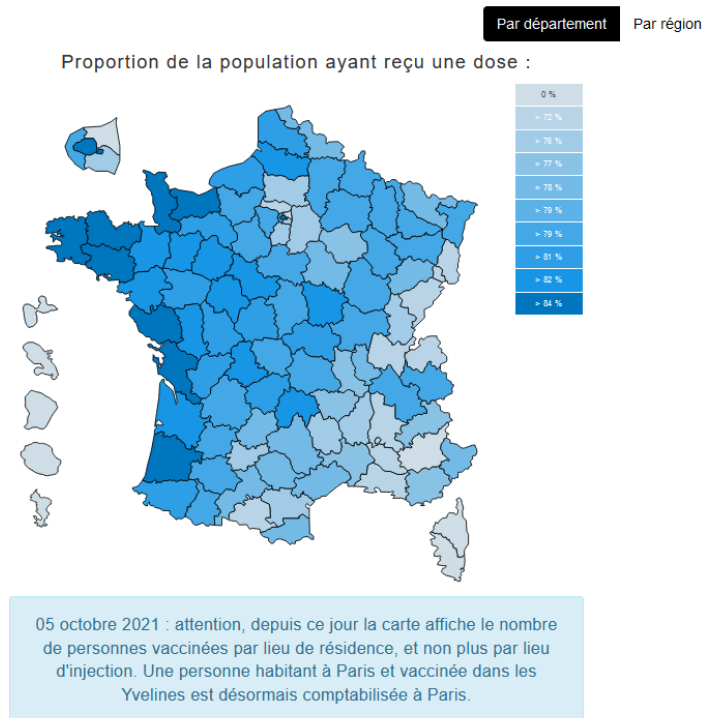 Par département Par région
Proportion de la population ayant reçu une dose :
0 %
> 72 %
> 76 %
> 77 %
> 78 %
> 79 %
> 79 %
> 81 %
> 82 %
> 84 %
05 octobre 2021 : attention, depuis ce jour la carte affiche le nombre
de personnes vaccinées par lieu de résidence, et non plus par lieu
d'injection. Une personne habitant à Paris et vaccinée dans les
Yvelines est désormais comptabilisée à Paris.